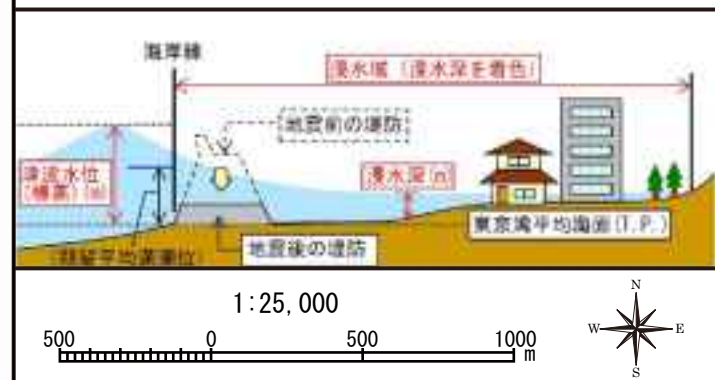 海岸線
浸水域（浸水深を着色）
地震前の堤防
津波水位
（標高）(m)
浸水深(m)
東京湾平均海面(T.P.)
地震後の堤防
（朔望平均満潮位）
1:25,000
500 0 500 1000 m
N
W E
S